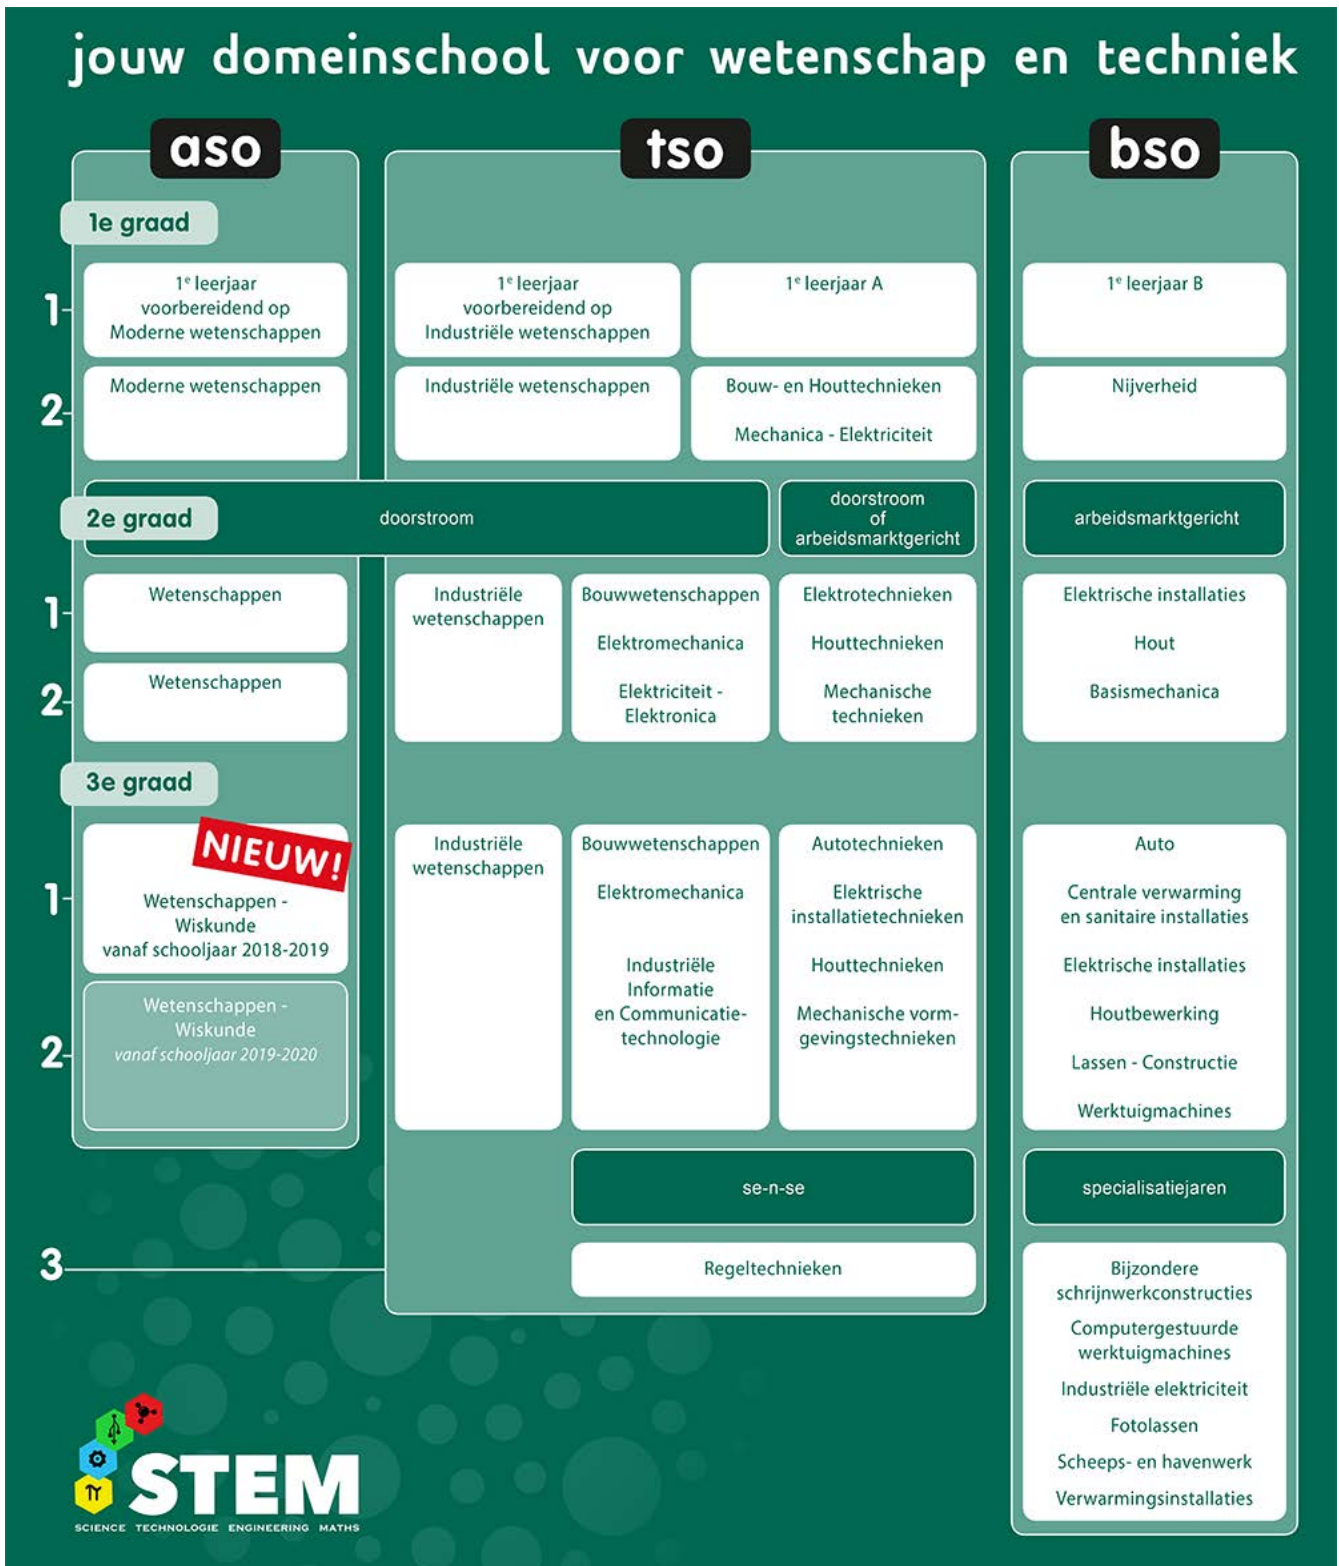 jouw domeinschool voor wetenschap en techniek
aso
tso
bso
1e graad
1
1e leerjaar
voorbereidend op
Moderne wetenschappen
1e leerjaar
voorbereidend op
Industriële wetenschappen
1e leerjaar A
1e leerjaar B
2
Moderne wetenschappen
Industriële wetenschappen
Bouw- en Houttechnieken
Mechanica - Elektriciteit
Nijverheid
2e graad
doorstroom
doorstroom
of
arbeidsmarktgericht
arbeidsmarktgericht
1
Wetenschappen
2
Wetenschappen
Industriële
wetenschappen
Bouwwetenschappen
Elektromechanica
Elektriciteit -
Elektronica
Elektrotechnieken
Houttechnieken
Mechanische
technieken
Elektrische installaties
Hout
Basismechanica
3e graad
NIEUW!
1
Wetenschappen -
Wiskunde
vanaf schooljaar 2018-2019
2
Wetenschappen -
Wiskunde
vanaf schooljaar 2019-2020
Industriële
wetenschappen
Bouwwetenschappen
Elektromechanica
Industriële
Informatie
en Communicatie-
technologie
Autotechnieken
Elektrische
installatietechnieken
Houttechnieken
Mechanische vorm-
gevingstechnieken
Auto
Centrale verwarming
en sanitaire installaties
Elektrische installaties
Houtbewerking
Lassen - Constructie
Werktuigmachines
se-n-se
specialisatiejaren
3
Regeltechnieken
Bijzondere
schrijnwerkconstructies
Computergestuurde
werktuigmachines
Industriële elektriciteit
Fotolassen
Scheeps- en havenwerk
Verwarmingsinstallaties
π
STEM
SCIENCE TECHNOLOGIE ENGINEERING MATHS